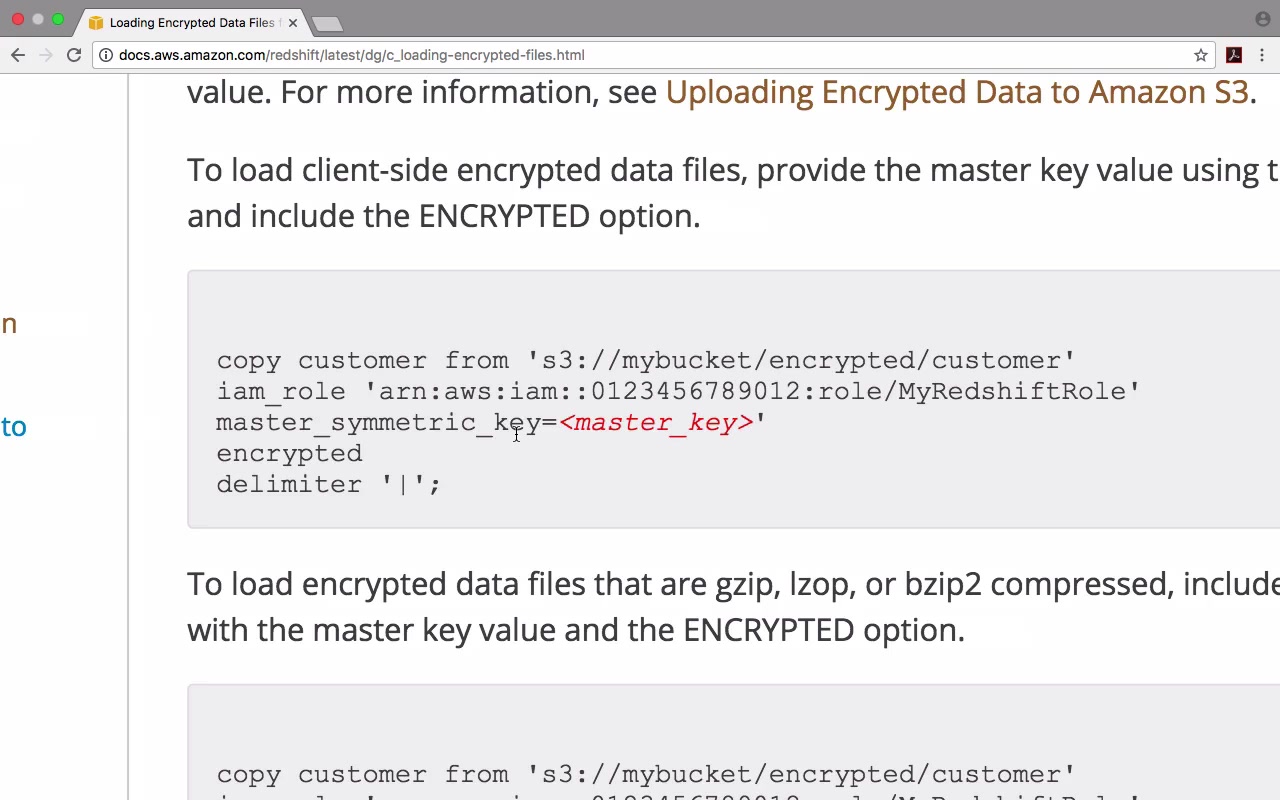 Loading Encrypted Data Files
docs.aws.amazon.com/redshift/latest/dg/c_loading-encrypted-files.html
value. For more information, see Uploading Encrypted Data to Amazon S3.
To load client-side encrypted data files, provide the master key value using
and include the ENCRYPTED option.
n
to
copy customer from 's3://mybucket/encrypted/customer'
iam_role 'arn:aws:iam::0123456789012:role/MyRedshiftRole'
master_symmetric_key=<master_key>'
encrypted
delimiter '|';
To load encrypted data files that are gzip, lzop, or bzip2 compressed, include
with the master key value and the ENCRYPTED option.
copy customer from 's3://mybucket/encrypted/customer'